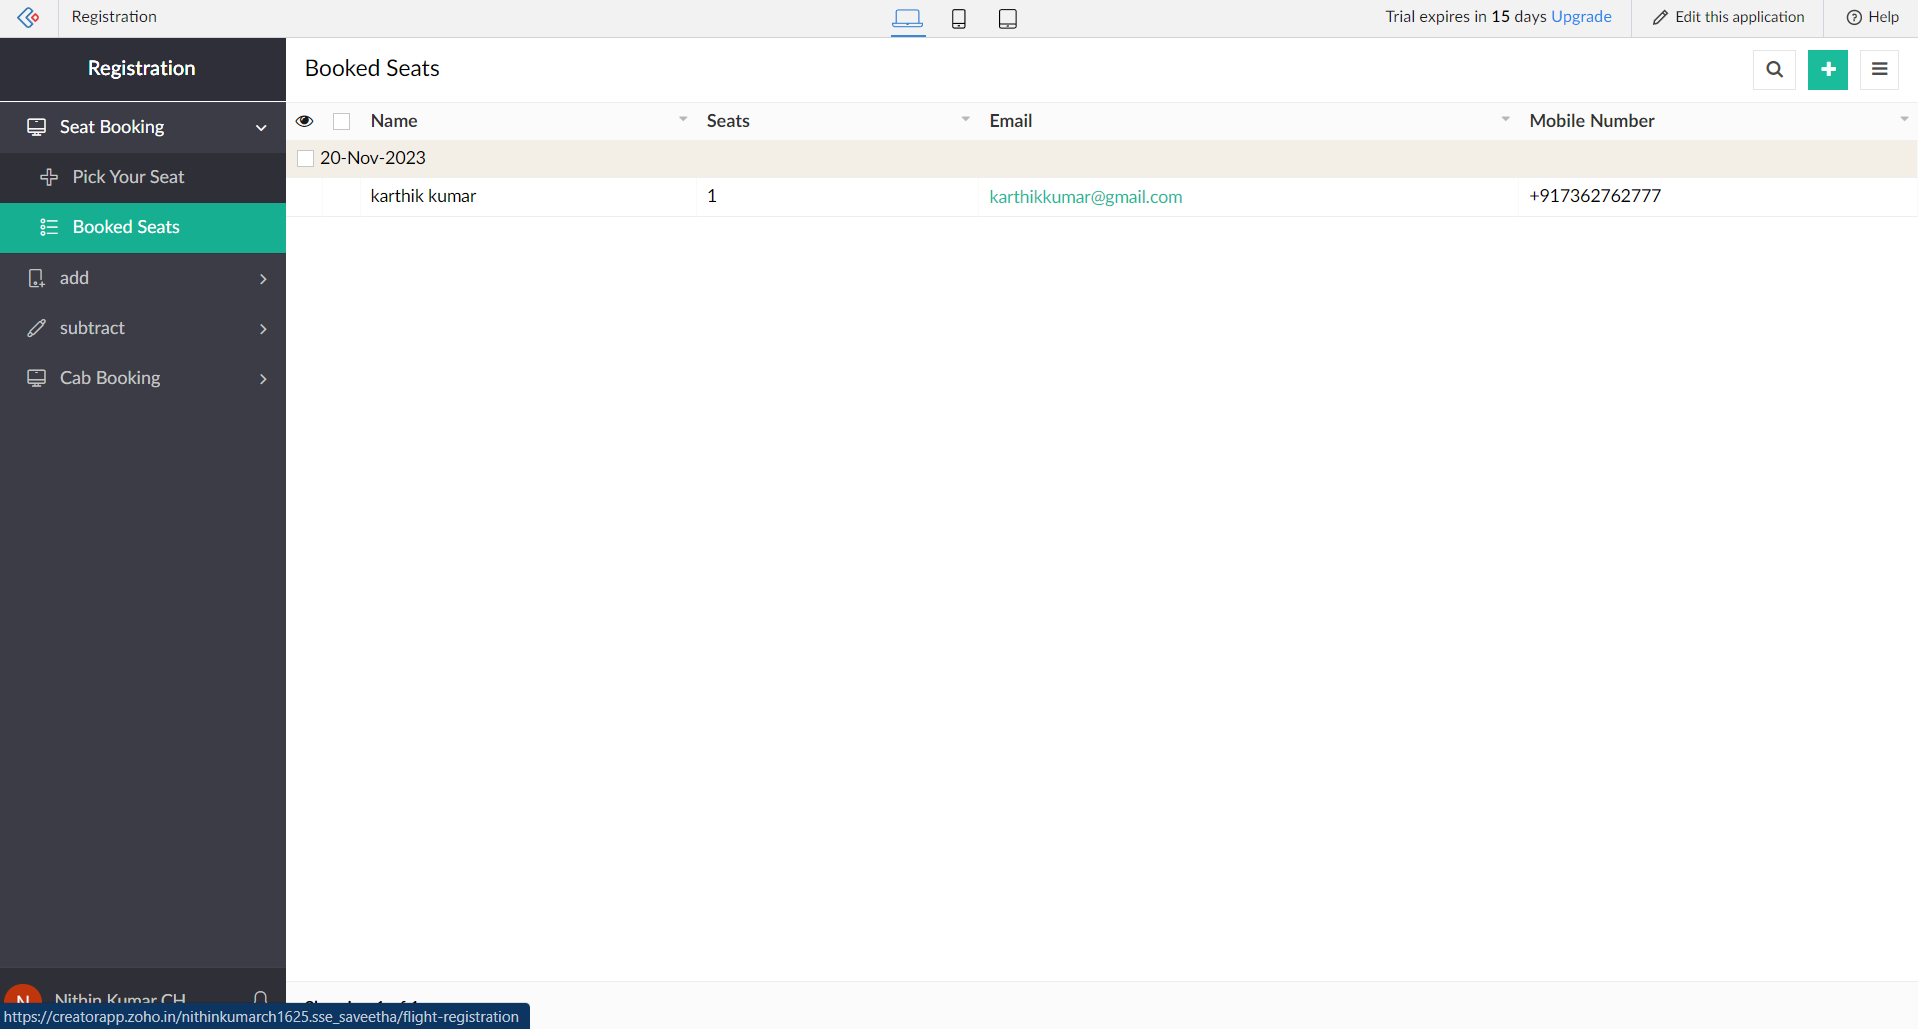 Registration
Trial expires in 15 days Upgrade
Edit this application
Help
Registration
Seat Booking
Pick Your Seat
Booked Seats
add
subtract
Cab Booking
Booked Seats
Name Seats Email Mobile Number
20-Nov-2023
karthik kumar 1 karthikkumar@gmail.com +917362762777
N Nithin Kumar CH
https://creatorapp.zoho.in/nithinkumarch1625.sse_saveetha/flight-registration